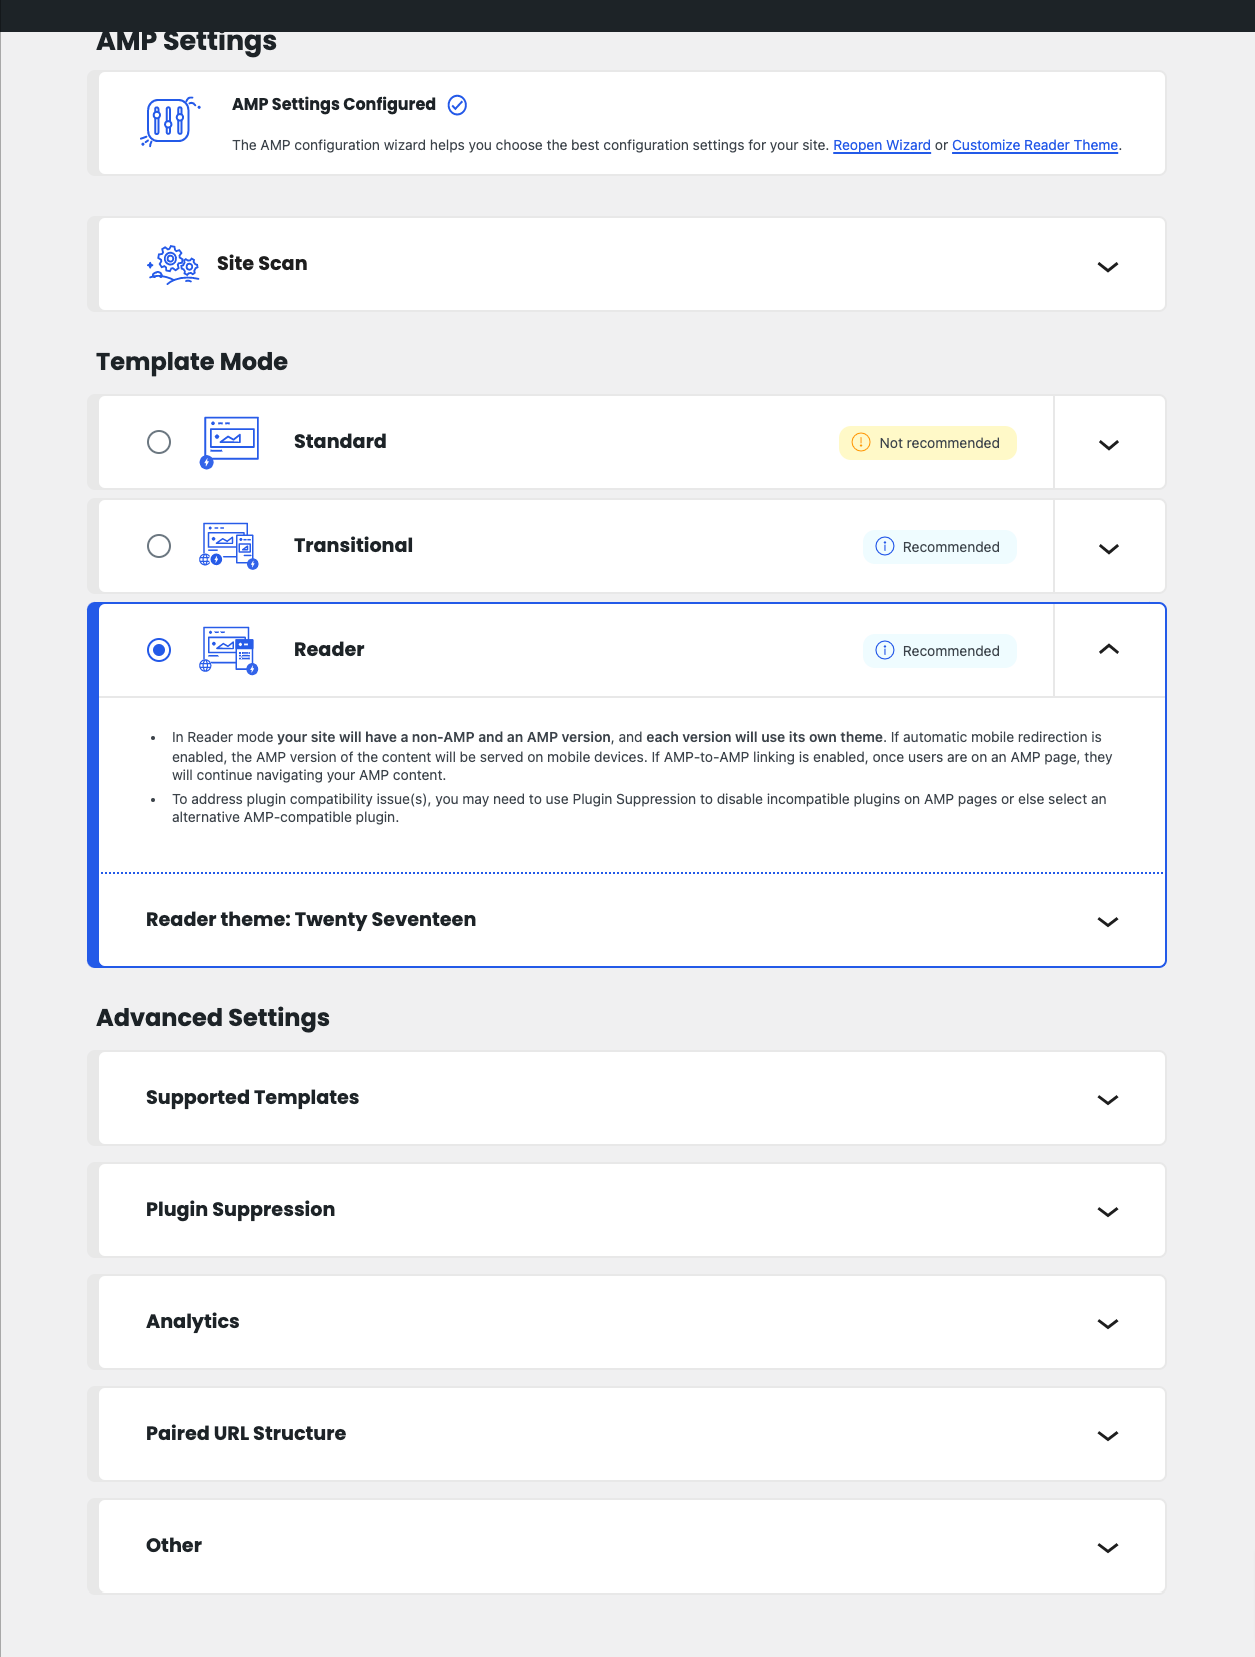 AMP Settings
AMP Settings Configured
The AMP configuration wizard helps you choose the best configuration settings for your site. Reopen Wizard or Customize Reader Theme.
Site Scan
Template Mode
Standard
Not recommended
Transitional
Recommended
Reader
Recommended
• In Reader mode your site will have a non-AMP and an AMP version, and each version will use its own theme. If automatic mobile redirection is
enabled, the AMP version of the content will be served on mobile devices. If AMP-to-AMP linking is enabled, once users are on an AMP page, they
will continue navigating your AMP content.
• To address plugin compatibility issue(s), you may need to use Plugin Suppression to disable incompatible plugins on AMP pages or else select an
alternative AMP-compatible plugin.
Reader theme: Twenty Seventeen
Advanced Settings
Supported Templates
Plugin Suppression
Analytics
Paired URL Structure
Other